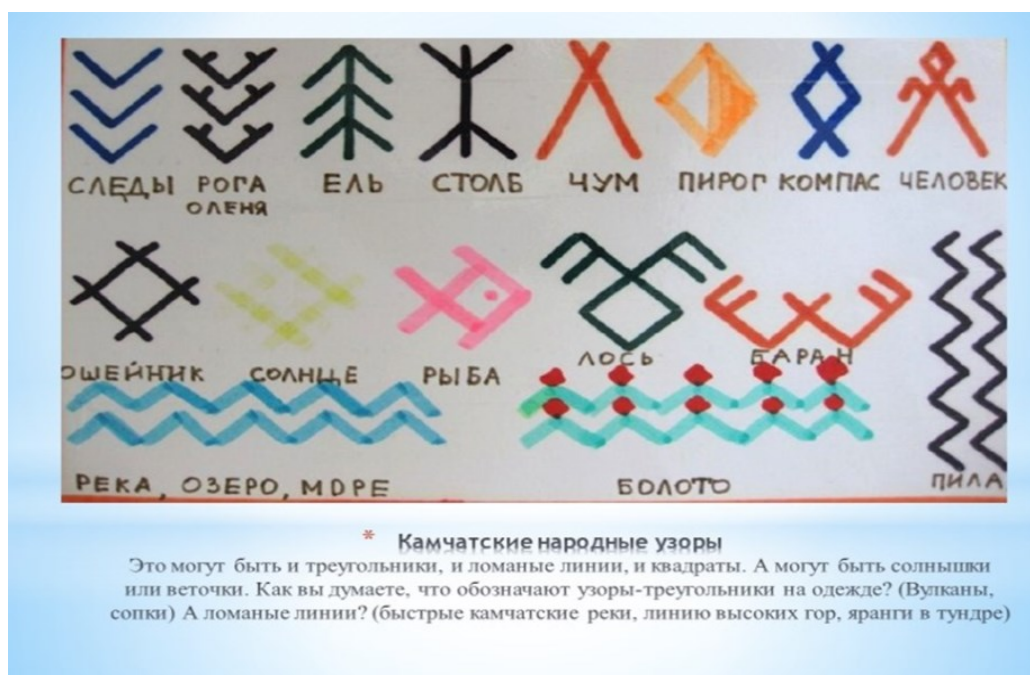 СЛЕДЫ РОГА ОЛЕНЯ ЕЛЬ СТОЛБ ЧУМ ПИРОГ КОМПАС ЧЕЛОВЕК
ОШЕЙНИК СОЛНЦЕ РЫБА ЛОСЬ БАРАН
РЕКА, ОЗЕРО, МОРЕ БОЛОТО ПИЛА
* Камчатские народные узоры
Это могут быть и треугольники, и ломаные линии, и квадраты. А могут быть солнышки
или веточки. Как вы думаете, что обозначают узоры-треугольники на одежде? (Вулканы,
сопки) А ломаные линии? (быстрые камчатские реки, линию высоких гор, яранги в тундре)